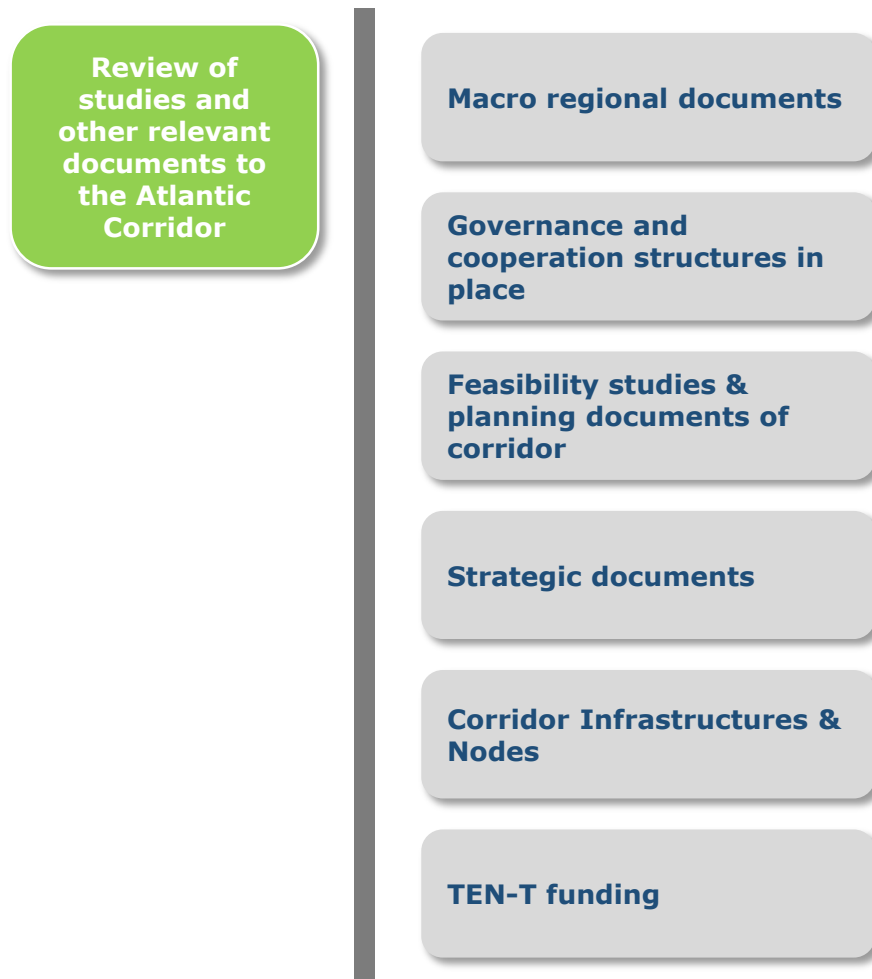 Review of
studies and
other relevant
documents to
the Atlantic
Corridor
Macro regional documents
Governance and
cooperation structures in
place
Feasibility studies &
planning documents of
corridor
Strategic documents
Corridor Infrastructures &
Nodes
TEN-T funding